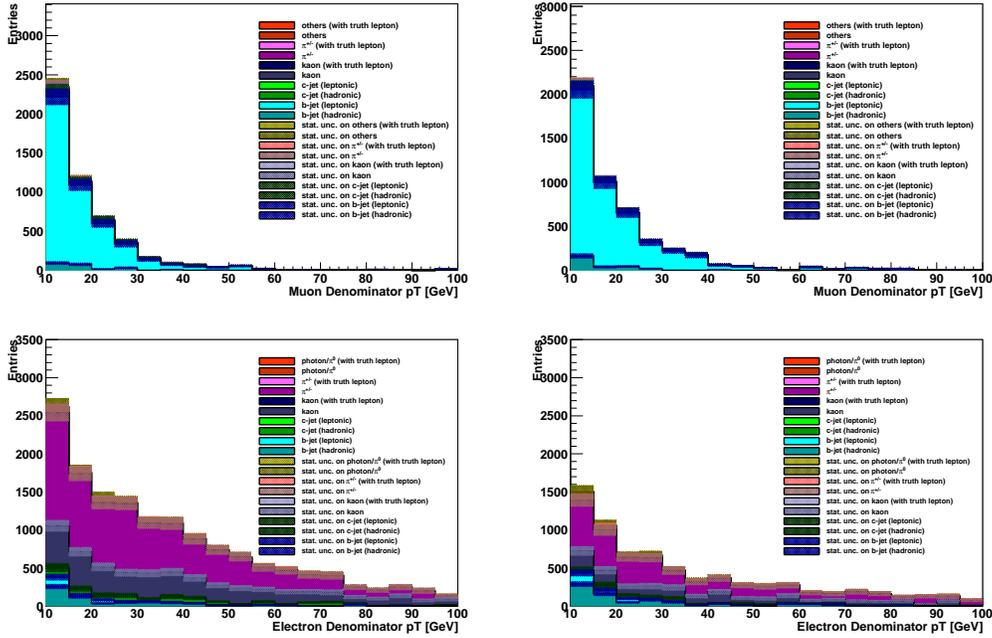 Entries
3000
2500
2000
1500
1000
500
0
10 20 30 40 50 60 70 80 90 100
Muon Denominator pT [GeV]
others (with truth lepton)
others
π+/- (with truth lepton)
π+/-
kaon (with truth lepton)
kaon
c-jet (leptonic)
c-jet (hadronic)
b-jet (leptonic)
b-jet (hadronic)
stat. unc. on others (with truth lepton)
stat. unc. on others
stat. unc. on π+/- (with truth lepton)
stat. unc. on π+/-
stat. unc. on kaon (with truth lepton)
stat. unc. on kaon
stat. unc. on c-jet (leptonic)
stat. unc. on c-jet (hadronic)
stat. unc. on b-jet (leptonic)
stat. unc. on b-jet (hadronic)
Entries
3000
2500
2000
1500
1000
500
0
10 20 30 40 50 60 70 80 90 100
Muon Denominator pT [GeV]
others (with truth lepton)
others
π+/- (with truth lepton)
π+/-
kaon (with truth lepton)
kaon
c-jet (leptonic)
c-jet (hadronic)
b-jet (leptonic)
b-jet (hadronic)
stat. unc. on others (with truth lepton)
stat. unc. on others
stat. unc. on π+/- (with truth lepton)
stat. unc. on π+/-
stat. unc. on kaon (with truth lepton)
stat. unc. on kaon
stat. unc. on c-jet (leptonic)
stat. unc. on c-jet (hadronic)
stat. unc. on b-jet (leptonic)
stat. unc. on b-jet (hadronic)
Entries
3500
3000
2500
2000
1500
1000
500
0
10 20 30 40 50 60 70 80 90 100
Electron Denominator pT [GeV]
photon/π0 (with truth lepton)
photon/π0
π+/- (with truth lepton)
π+/-
kaon (with truth lepton)
kaon
c-jet (leptonic)
c-jet (hadronic)
b-jet (leptonic)
b-jet (hadronic)
stat. unc. on photon/π0 (with truth lepton)
stat. unc. on photon/π0
stat. unc. on π+/- (with truth lepton)
stat. unc. on π+/-
stat. unc. on kaon (with truth lepton)
stat. unc. on kaon
stat. unc. on c-jet (leptonic)
stat. unc. on c-jet (hadronic)
stat. unc. on b-jet (leptonic)
stat. unc. on b-jet (hadronic)
Entries
3500
3000
2500
2000
1500
1000
500
0
10 20 30 40 50 60 70 80 90 100
Electron Denominator pT [GeV]
photon/π0 (with truth lepton)
photon/π0
π+/- (with truth lepton)
π+/-
kaon (with truth lepton)
kaon
c-jet (leptonic)
c-jet (hadronic)
b-jet (leptonic)
b-jet (hadronic)
stat. unc. on photon/π0 (with truth lepton)
stat. unc. on photon/π0
stat. unc. on π+/- (with truth lepton)
stat. unc. on π+/-
stat. unc. on kaon (with truth lepton)
stat. unc. on kaon
stat. unc. on c-jet (leptonic)
stat. unc. on c-jet (hadronic)
stat. unc. on b-jet (leptonic)
stat. unc. on b-jet (hadronic)